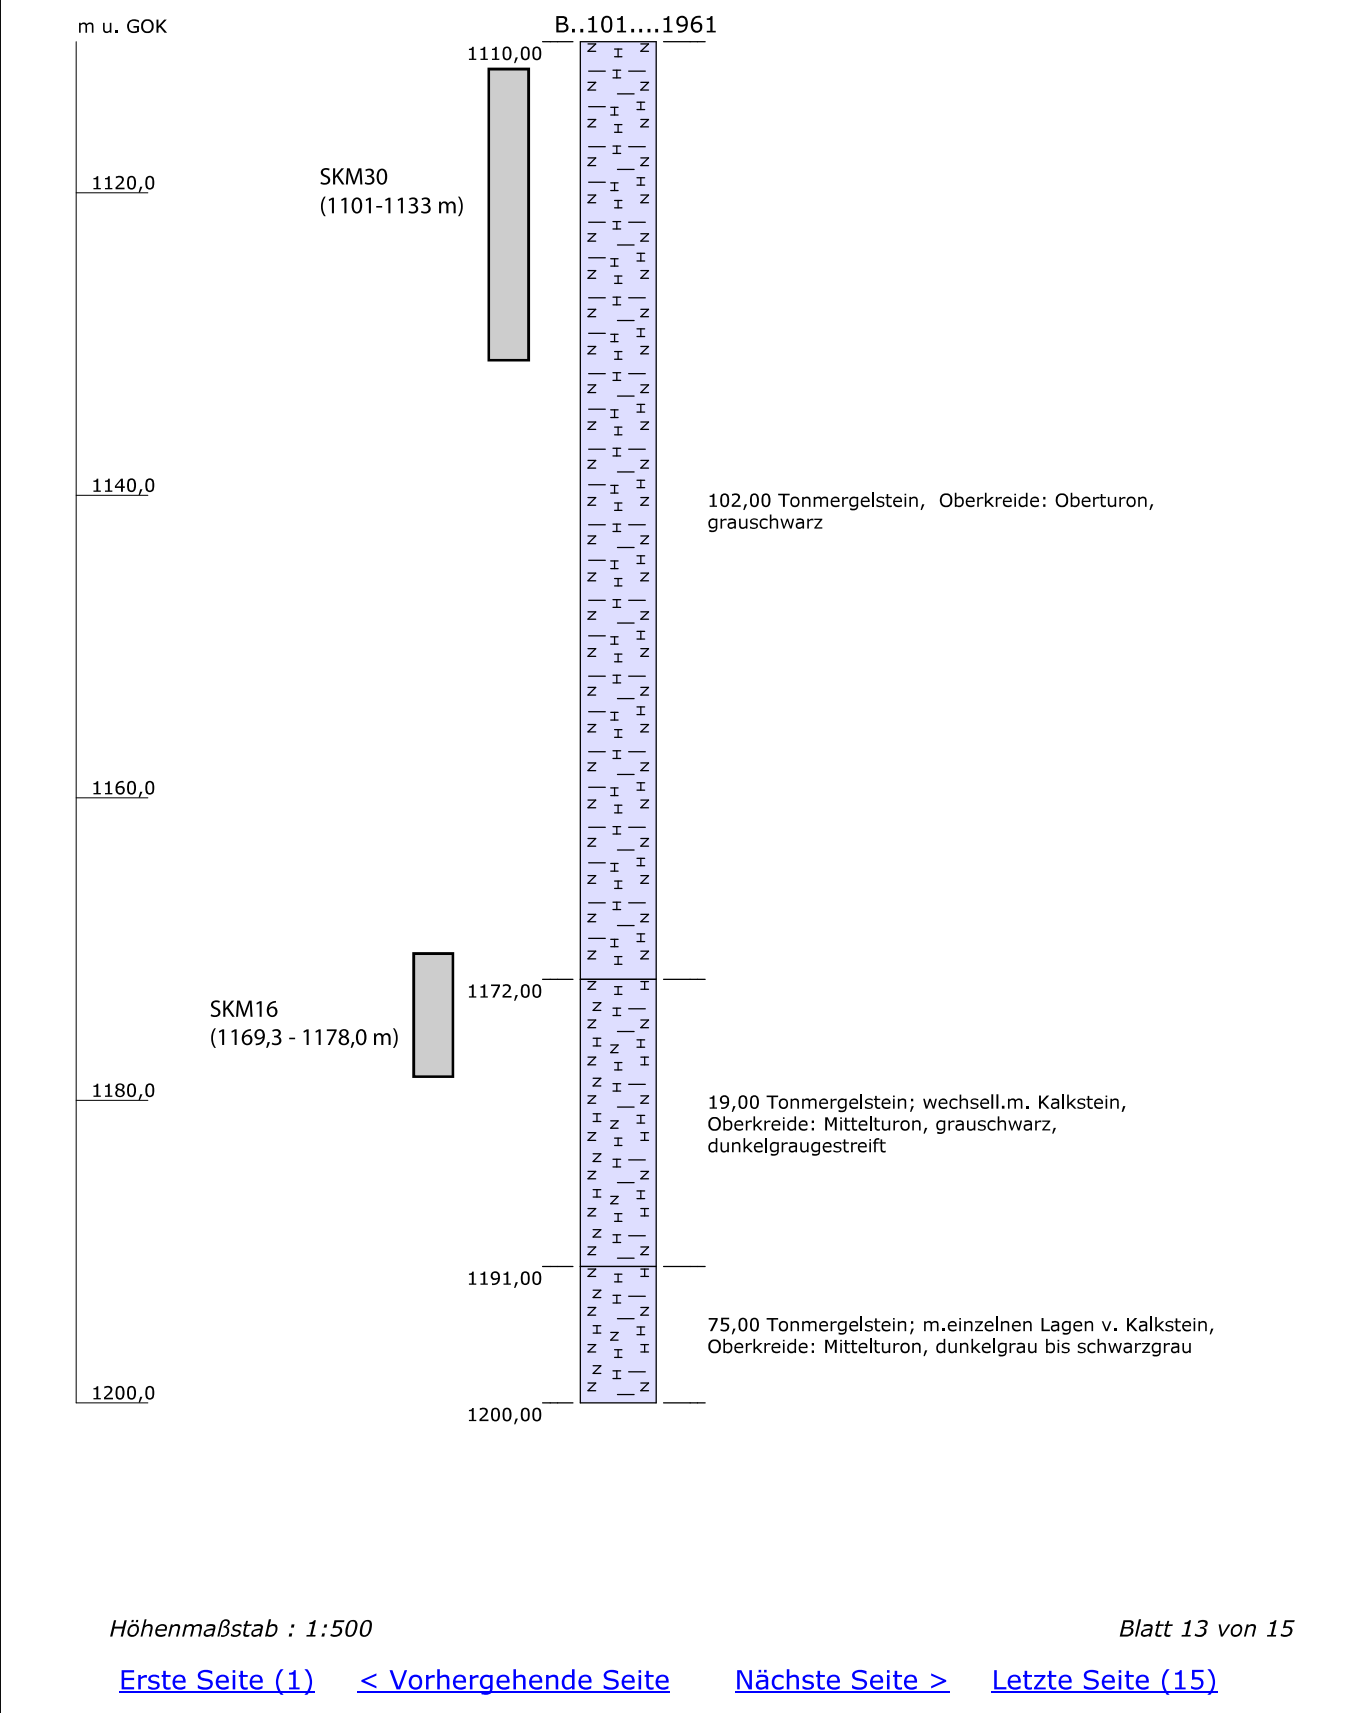 m u. GOK
B..101....1961
1110,00
SKM30
(1101-1133 m)
1120,0
1140,0
102,00 Tonmergelstein, Oberkreide: Oberturon,
grauschwarz
1160,0
1172,00
SKM16
(1169,3 - 1178,0 m)
1180,0
19,00 Tonmergelstein; wechsell.m. Kalkstein,
Oberkreide: Mittelturon, grauschwarz,
dunkelgraugestreift
1191,00
75,00 Tonmergelstein; m.einzelnen Lagen v. Kalkstein,
Oberkreide: Mittelturon, dunkelgrau bis schwarzgrau
1200,0
1200,00
Höhenmaßstab : 1:500
Blatt 13 von 15
Erste Seite (1) < Vorhergehende Seite Nächste Seite > Letzte Seite (15)